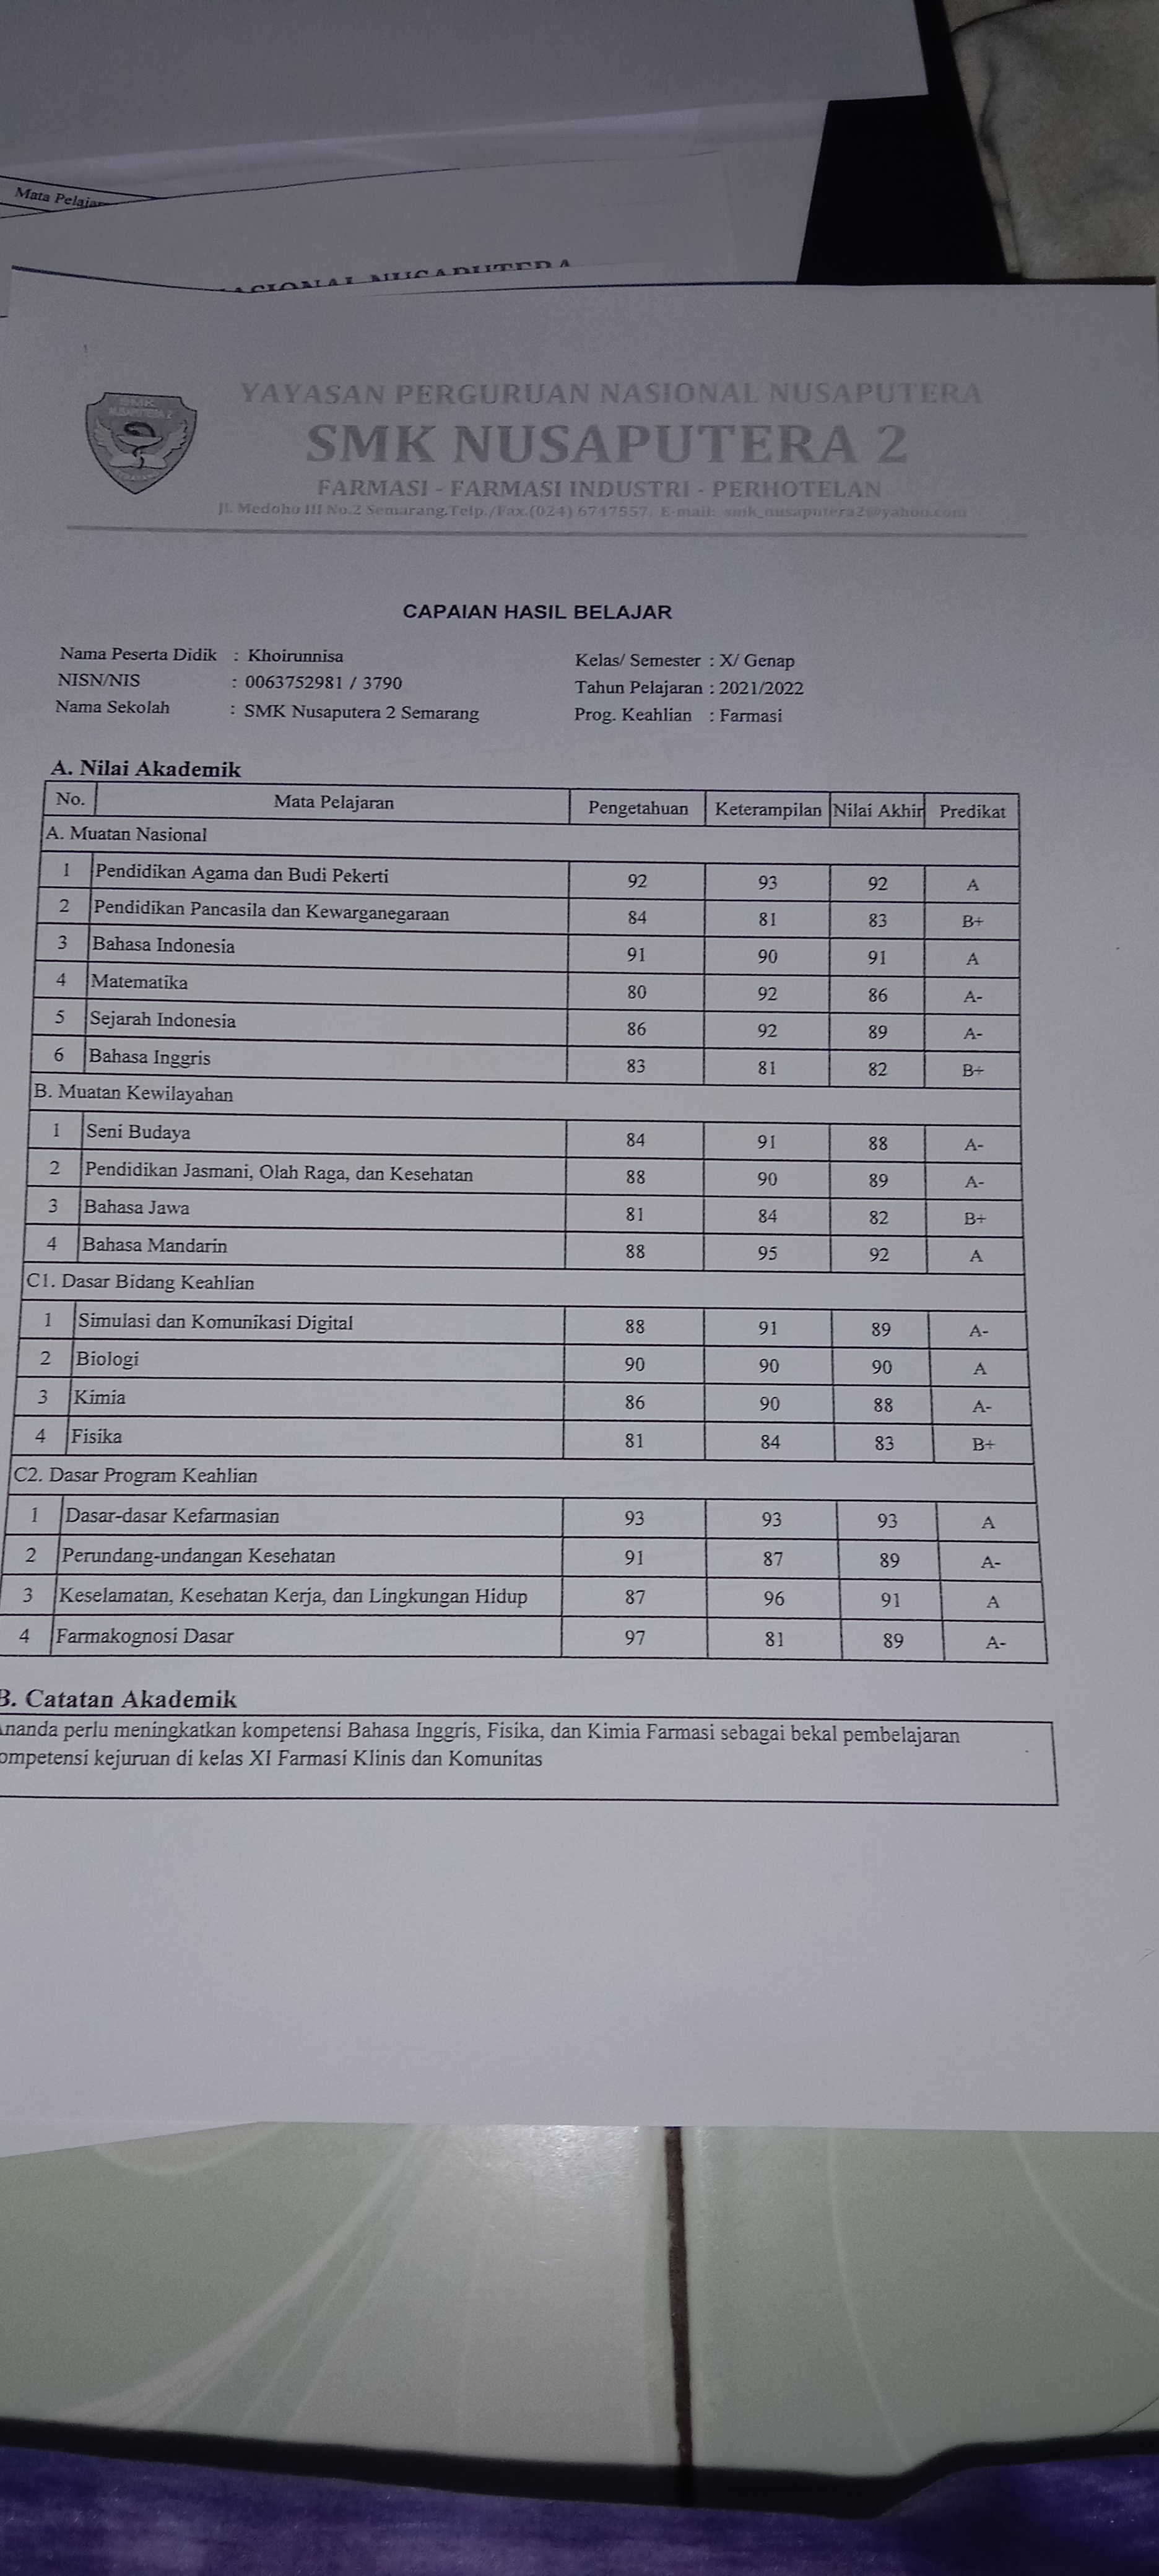 Mata Pelajar
NASIONAL NUSAPUTERA
NUSAPUTERA 2
YAYASAN PERGURUAN NASIONAL NUSAPUTERA
SMK NUSAPUTERA 2
FARMASI - FARMASI INDUSTRI - PERHOTELAN
Jl. Medoho III No.2 Semarang.Telp./Fax.(024) 6747557. E-mail: smk_nusaputera2@yahoo.com
CAPAIAN HASIL BELAJAR
Nama Peserta Didik : Khoirunnisa Kelas/ Semester : X/ Genap
NISN/NIS : 0063752981 / 3790 Tahun Pelajaran : 2021/2022
Nama Sekolah : SMK Nusaputera 2 Semarang Prog. Keahlian : Farmasi
A. Nilai Akademik
No. Mata Pelajaran Pengetahuan Keterampilan Nilai Akhir Predikat
A. Muatan Nasional
1 Pendidikan Agama dan Budi Pekerti 92 93 92 A
2 Pendidikan Pancasila dan Kewarganegaraan 84 81 83 B+
3 Bahasa Indonesia 91 90 91 A
4 Matematika 80 92 86 A-
5 Sejarah Indonesia 86 92 89 A-
6 Bahasa Inggris 83 81 82 B+
B. Muatan Kewilayahan
1 Seni Budaya 84 91 88 A-
2 Pendidikan Jasmani, Olah Raga, dan Kesehatan 88 90 89 A-
3 Bahasa Jawa 81 84 82 B+
4 Bahasa Mandarin 88 95 92 A
C1. Dasar Bidang Keahlian
1 Simulasi dan Komunikasi Digital 88 91 89 A-
2 Biologi 90 90 90 A
3 Kimia 86 90 88 A-
4 Fisika 81 84 83 B+
C2. Dasar Program Keahlian
1 Dasar-dasar Kefarmasian 93 93 93 A
2 Perundang-undangan Kesehatan 91 87 89 A-
3 Keselamatan, Kesehatan Kerja, dan Lingkungan Hidup 87 96 91 A
4 Farmakognosi Dasar 97 81 89 A-
B. Catatan Akademik
Ananda perlu meningkatkan kompetensi Bahasa Inggris, Fisika, dan Kimia Farmasi sebagai bekal pembelajaran
ompetensi kejuruan di kelas XI Farmasi Klinis dan Komunitas